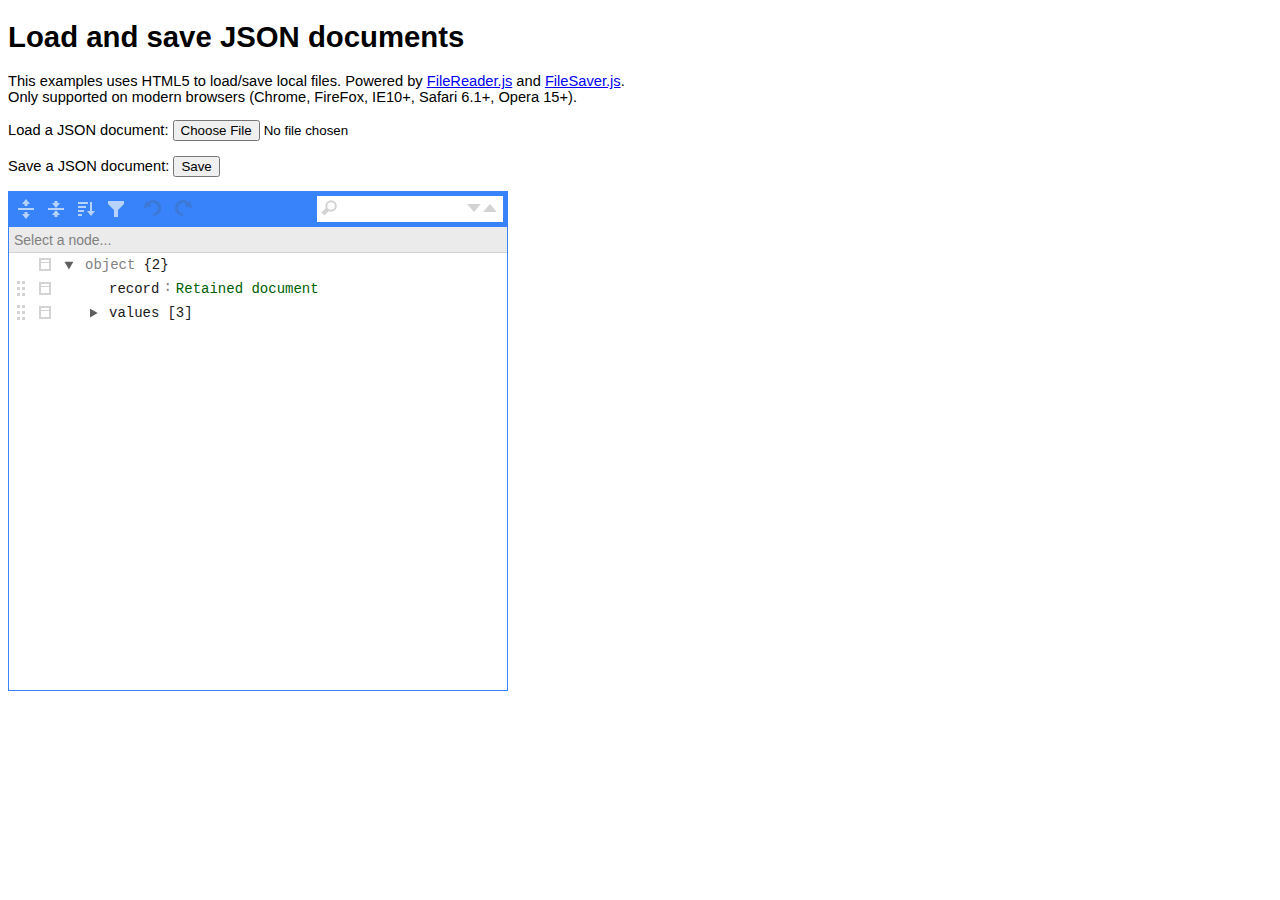 Load and save JSON documents
This examples uses HTML5 to load/save local files. Powered by FileReader.js and FileSaver.js.
Only supported on modern browsers (Chrome, FireFox, IE10+, Safari 6.1+, Opera 15+).
Load a JSON document: Choose File No file chosen
Save a JSON document: Save
Select a node...
object {2}
record : Retained document
values [3]